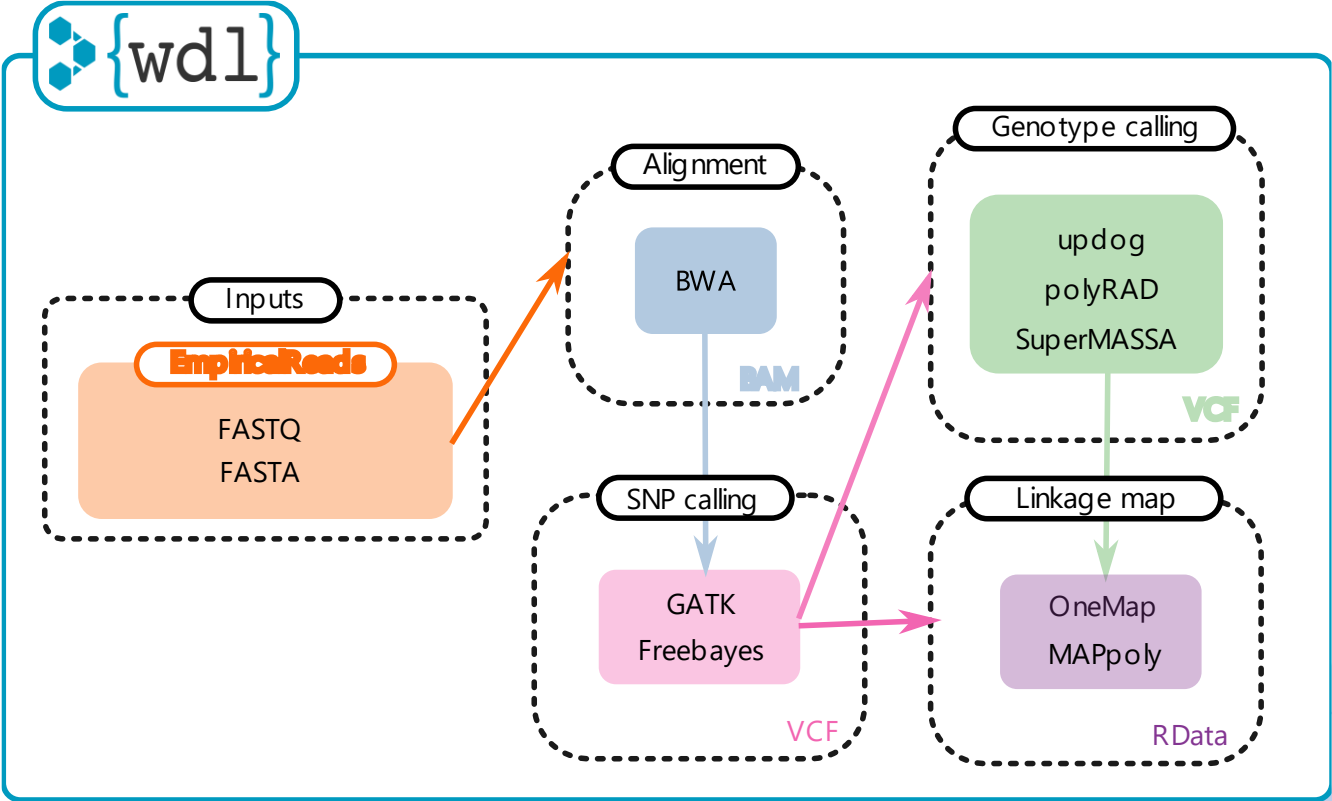 {wdl}
Inputs
EmpiricalReads
FASTQ
FASTA
Alignment
BWA
BAM
SNP calling
GATK
Freebayes
VCF
Genotype calling
updog
polyRAD
SuperMASSA
VCF
Linkage map
OneMap
MAPpoly
RData